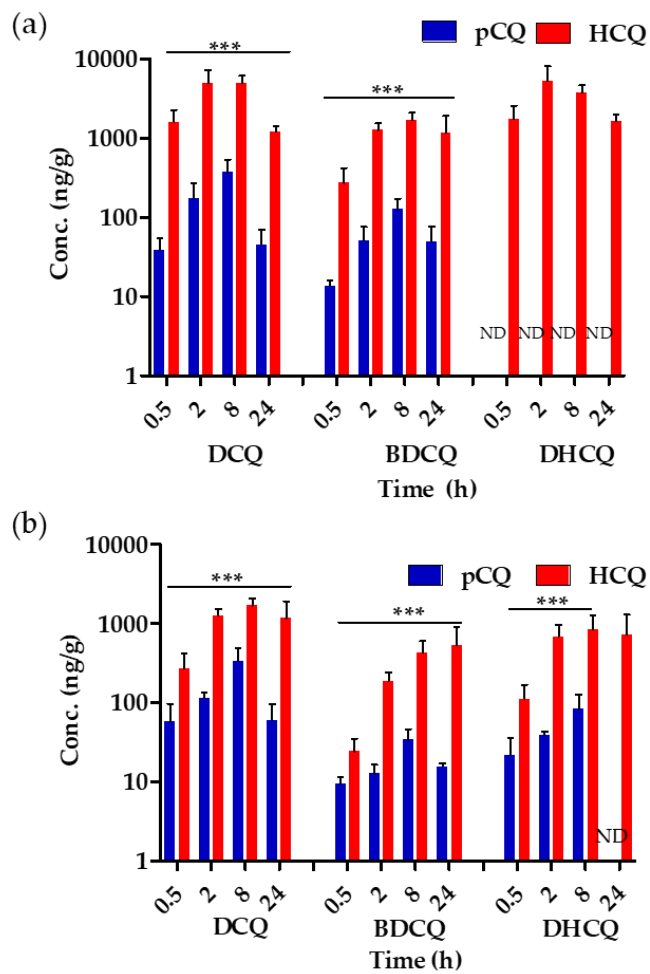 (a)
pCQ HCQ
*** ***
Conc. (ng/g)
10000
1000
100
10
1
ND ND ND ND
0.5 2 8 24 0.5 2 8 24 0.5 2 8 24
DCQ BDCQ DHCQ
Time (h)
(b)
pCQ HCQ
*** *** ***
Conc. (ng/g)
10000
1000
100
10
1
ND
0.5 2 8 24 0.5 2 8 24 0.5 2 8 24
DCQ BDCQ DHCQ
Time (h)